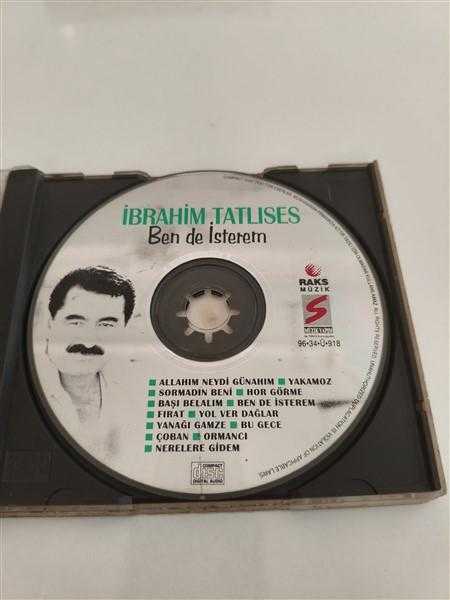 İBRAHİM TATLISES
Ben de İsterem
RAKS
MÜZİK
S
96•34•Ü•918
ALLAHIM NEYDİ GÜNAHIM YAKAMOZ
SORMADIN BENİ HOR GÖRME
BAŞI BELALIM BEN DE İSTEREM
FIRAT YOL VER DAĞLAR
YANAĞI GAMZE BU GECE
ÇOBAN ORMANCI
NERELERE GİDEM
COMPACT
disc
DIGITAL AUDIO